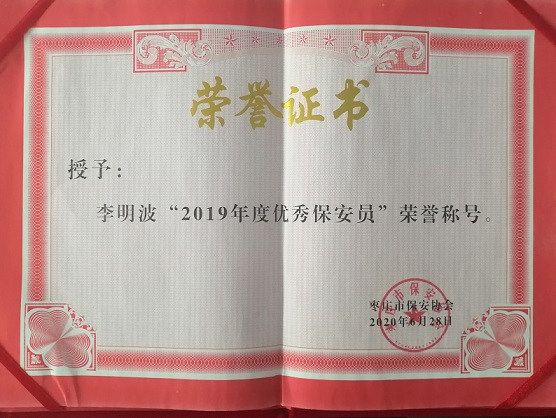 荣誉证书
授予：
李明波“2019年度优秀保安员”荣誉称号。
枣庄市保安协会
2020年6月28日